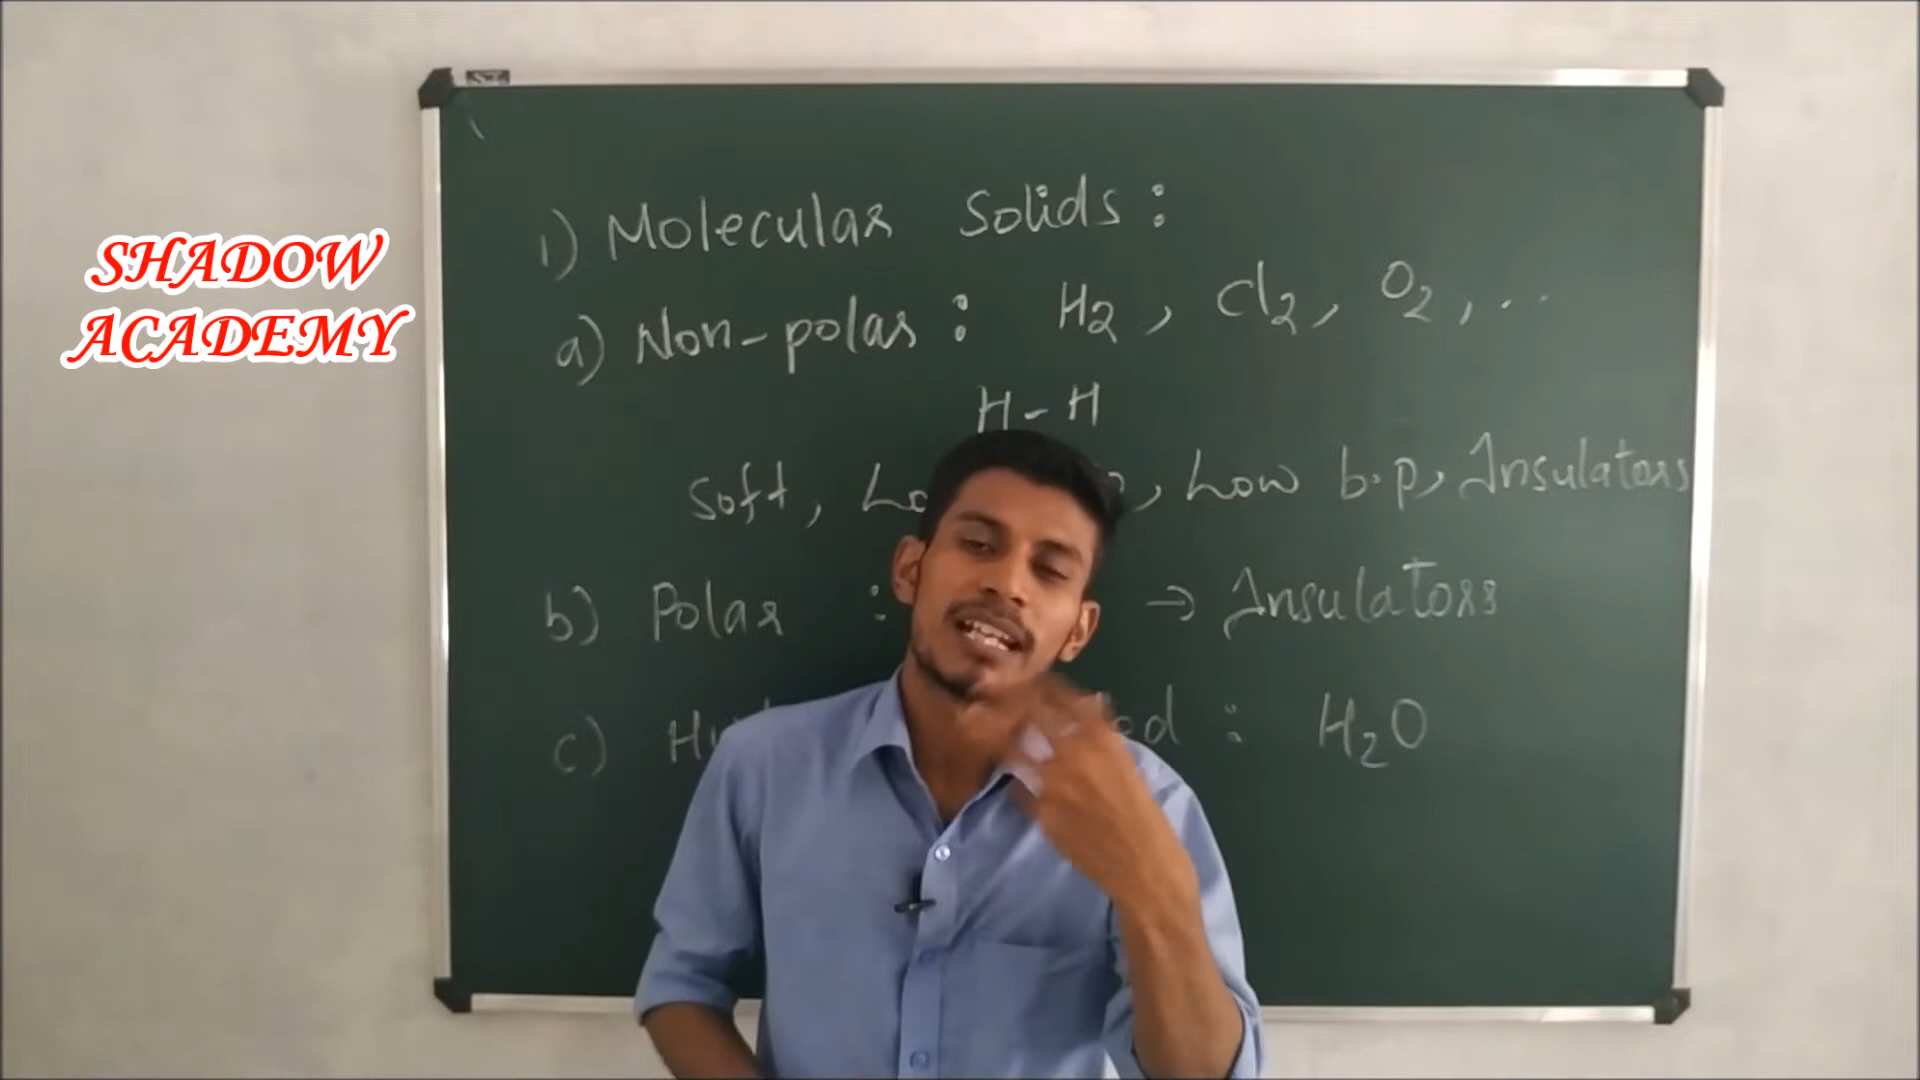 SHADOW
ACADEMY
1) Molecular Solids :
a) Non-polar : H2 , Cl2 , O2 , ...
H - H
Soft , Low b.p, Insulators
b) Polar : → Insulators
c) : H2O